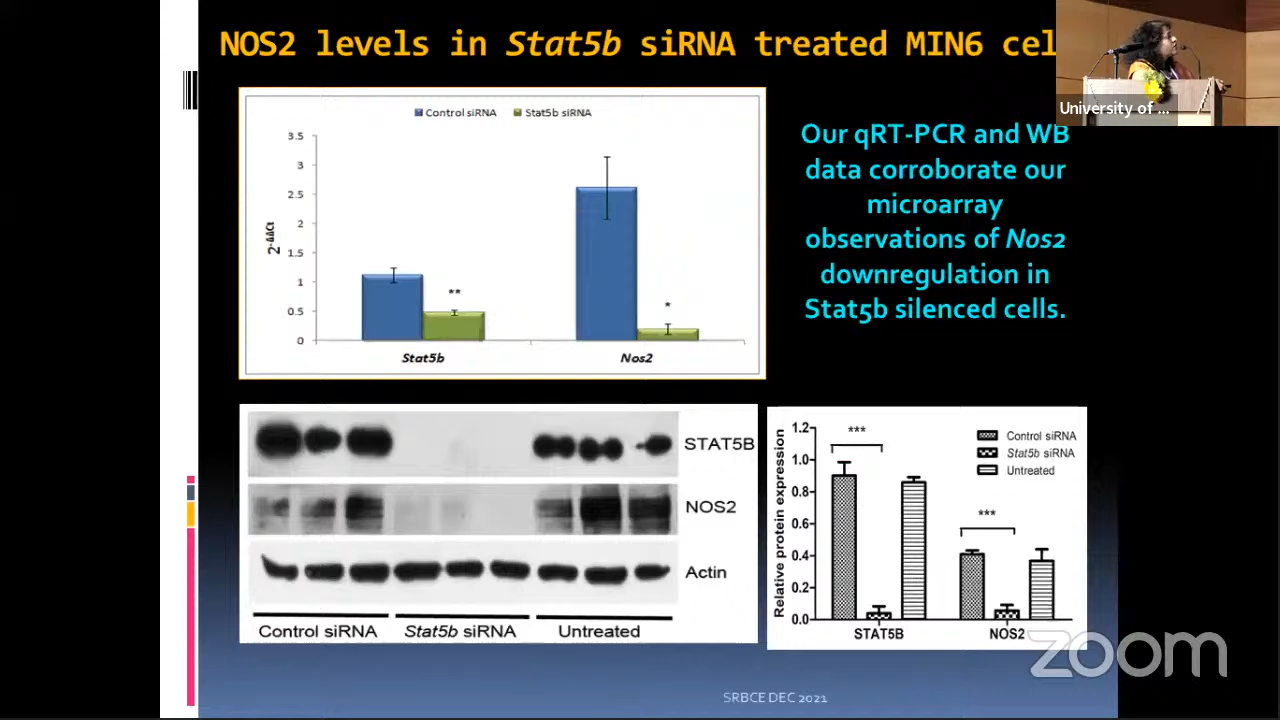 NOS2 levels in Stat5b siRNA treated MIN6 cel
University of ...
Control siRNA Stat5b siRNA
3.5
3
2.5
2
1.5
1
0.5
0
2-ΔΔCt
**
*
Stat5b Nos2
Our qRT-PCR and WB
data corroborate our
microarray
observations of Nos2
downregulation in
Stat5b silenced cells.
STAT5B
NOS2
Actin
Control siRNA Stat5b siRNA Untreated
Relative protein expression
1.2
1.0
0.8
0.6
0.4
0.2
0.0
***
***
Control siRNA
Stat5b siRNA
Untreated
STAT5B NOS2
zoom
SRBCE DEC 2021